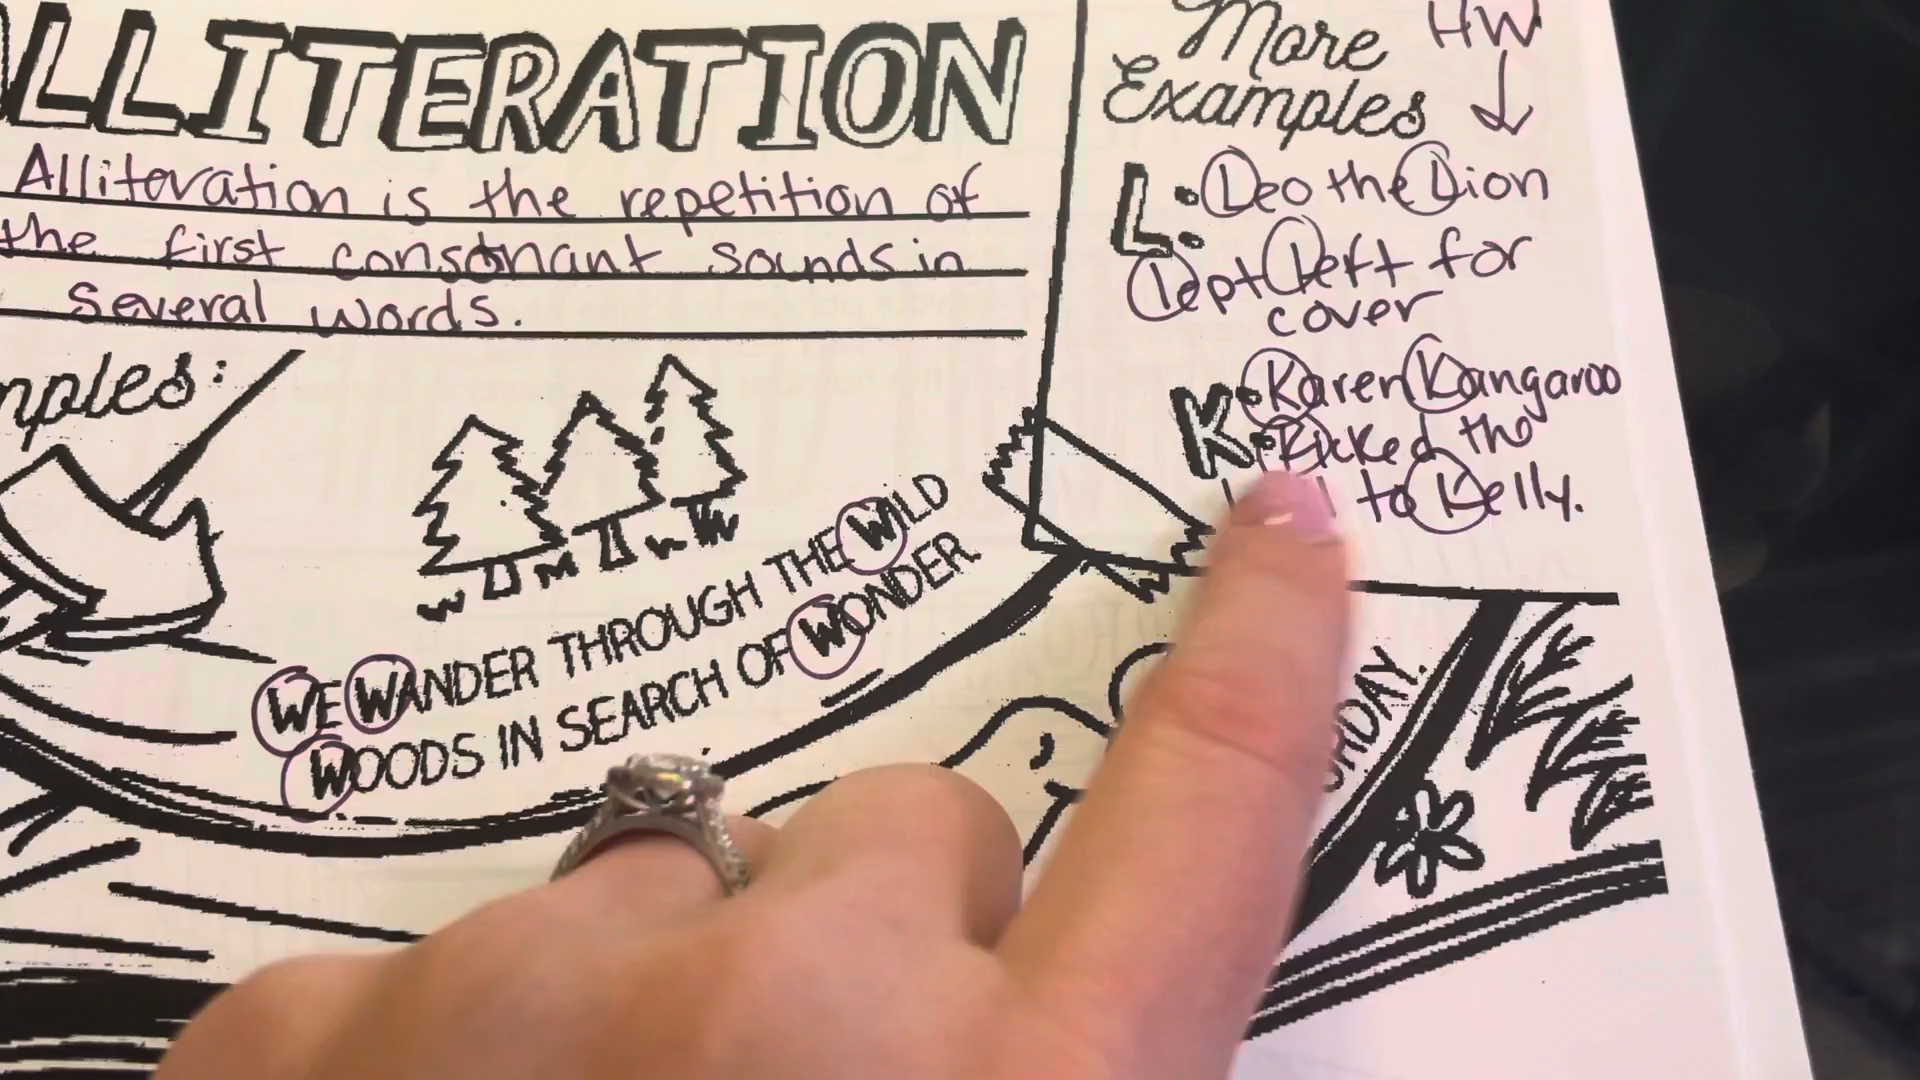 ALLITERATION
Alliteration is the repetition of
the first consonant sounds in
several words.
WE WANDER THROUGH THE WILD
WOODS IN SEARCH OF WONDER.
More
Examples
HW
L: Leo the Lion
lept left for
cover
K: Karen Kangaroo
Kicked the
to Kelly.